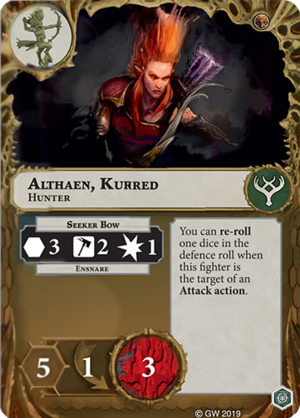 Althaen, Kurred
Hunter
Seeker Bow
3 2 1
Ensnare
You can re-roll
one dice in the
defence roll when
this fighter is
the target of an
Attack action.
5 1 3
© GW 2019